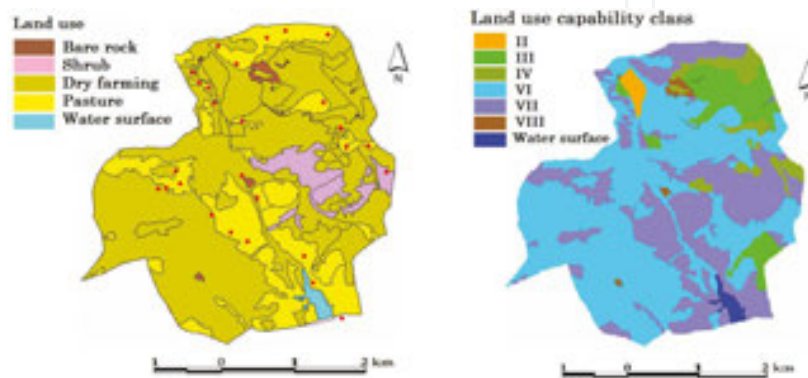 Land use
Bare rock
Shrub
Dry farming
Pasture
Water surface
N
1 0 1 2 km
Land use capability class
II
III
IV
VI
VII
VIII
Water surface
N
1 0 1 2 km